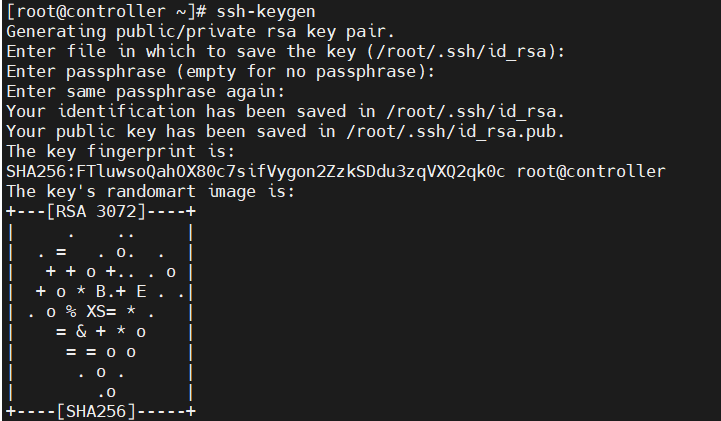 [root@controller ~]# ssh-keygen
Generating public/private rsa key pair.
Enter file in which to save the key (/root/.ssh/id_rsa):
Enter passphrase (empty for no passphrase):
Enter same passphrase again:
Your identification has been saved in /root/.ssh/id_rsa.
Your public key has been saved in /root/.ssh/id_rsa.pub.
The key fingerprint is:
SHA256:FTluwsoQahOX80c7sifVygon2ZzkSDdu3zqVXQ2qk0c root@controller
The key's randomart image is:
+---[RSA 3072]----+
|      .    ..    |
|  . =   . o.  .  |
|   + + o +.. . o |
|  + o * B.+ E . .|
| . o % XS= * .   |
|    = & + * o    |
|     = = o o     |
|      . o .      |
|        .o       |
+----[SHA256]-----+